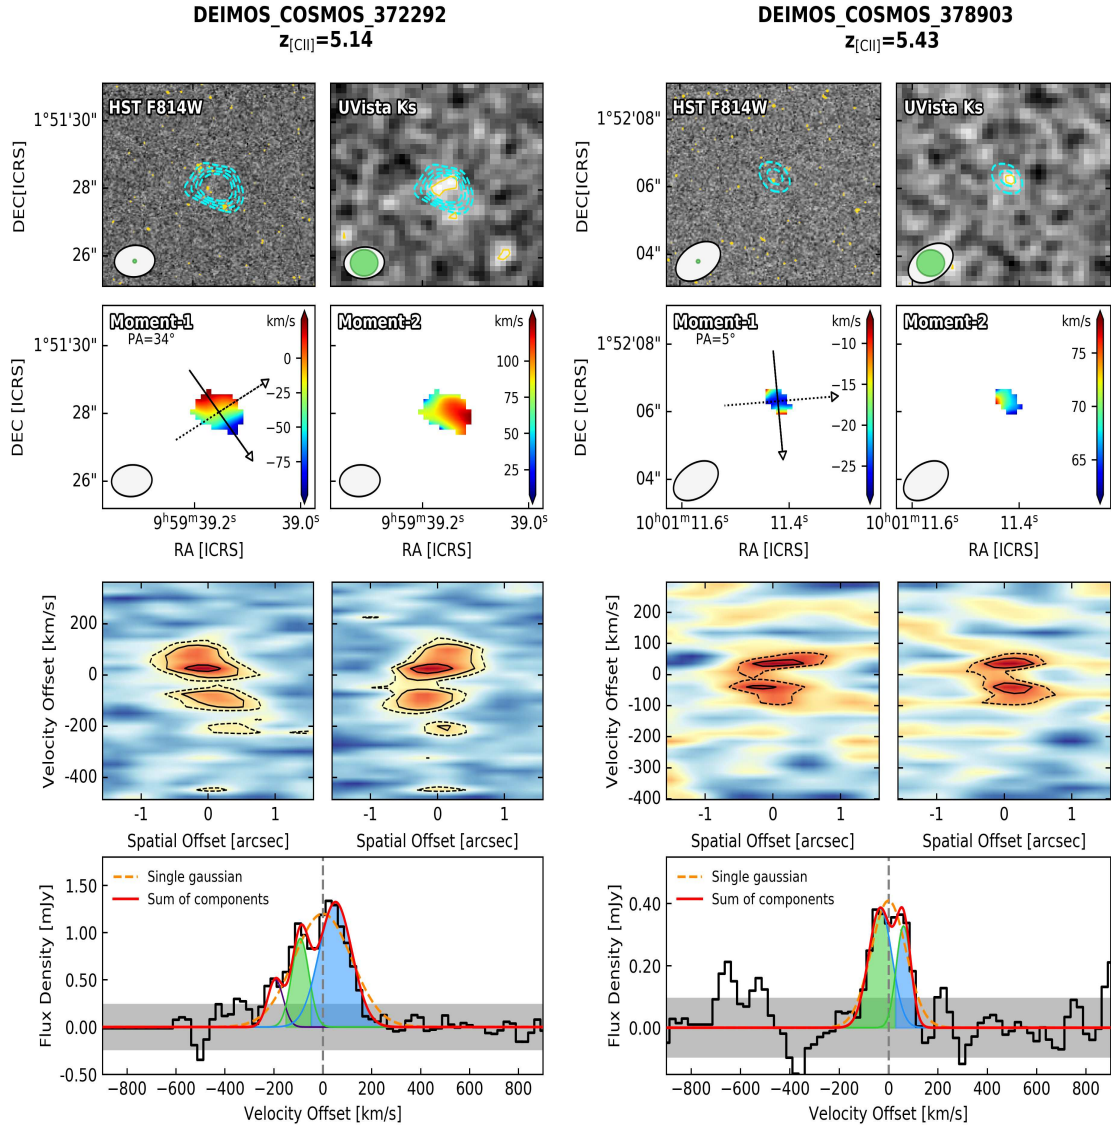 DEIMOS_COSMOS_372292
z[CII]=5.14
DEIMOS_COSMOS_378903
z[CII]=5.43
HST F814W
UVista Ks
HST F814W
UVista Ks
DEC[ICRS]
1°51'30"
28"
26"
DEC[ICRS]
1°52'08"
06"
04"
Moment-1
PA=34°
km/s
0
−25
−50
−75
Moment-2
km/s
100
75
50
25
Moment-1
PA=5°
km/s
−10
−15
−20
−25
Moment-2
km/s
75
70
65
DEC [ICRS]
1°51'30"
28"
26"
DEC [ICRS]
1°52'08"
06"
04"
9h59m39.2s
9h59m39.2s 39.0s
10h01m11.6s 11.4s
10h01m11.6s 11.4s
RA [ICRS]
RA [ICRS]
RA [ICRS]
RA [ICRS]
Velocity Offset [km/s]
200
0
-200
-400
Velocity Offset [km/s]
200
100
0
-100
-200
-300
-400
-1 0 1
-1 0 1
-1 0 1
-1 0 1
Spatial Offset [arcsec]
Spatial Offset [arcsec]
Spatial Offset [arcsec]
Spatial Offset [arcsec]
Flux Density [mJy]
1.50
1.00
0.50
0.00
-0.50
Single gaussian
Sum of components
Flux Density [mJy]
0.40
0.20
0.00
Single gaussian
Sum of components
−800 −600 −400 −200 0 200 400 600 800
−800 −600 −400 −200 0 200 400 600 800
Velocity Offset [km/s]
Velocity Offset [km/s]